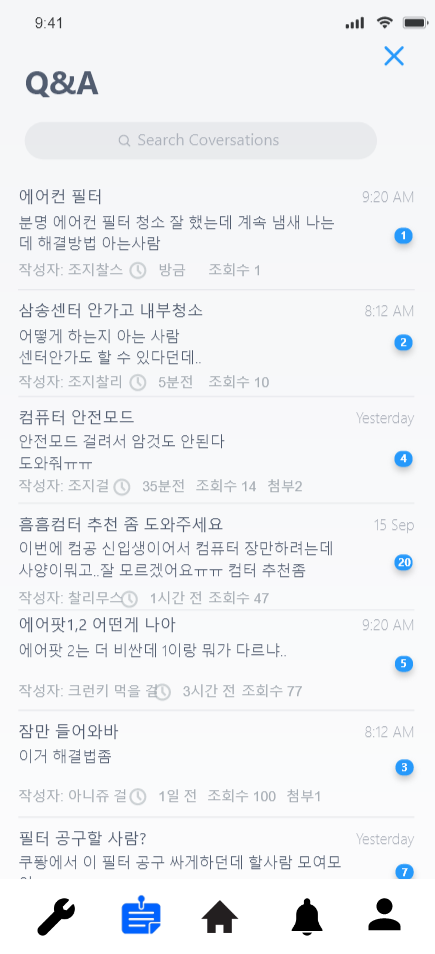 9:41
Q&A
Search Coversations
에어컨 필터 9:20 AM
분명 에어컨 필터 청소 잘 했는데 계속 냄새 나는
데 해결방법 아는사람 1
작성자: 조지찰스 방금 조회수 1
삼송센터 안가고 내부청소 8:12 AM
어떻게 하는지 아는 사람 2
센터안가도 할 수 있다던데..
작성자: 조지찰리 5분전 조회수 10
컴퓨터 안전모드 Yesterday
안전모드 걸려서 암것도 안된다
도와줘ㅠㅠ 4
작성자: 조지걸 35분전 조회수 14 첨부2
흠흠컴터 추천 좀 도와주세요 15 Sep
이번에 컴공 신입생이어서 컴퓨터 장만하려는데
사양이뭐고..잘 모르겠어요ㅠㅠ 컴터 추천좀 20
작성자: 찰리무스 1시간 전 조회수 47
에어팟1,2 어떤게 나아 9:20 AM
에어팟 2는 더 비싼데 1이랑 뭐가 다르냐..
5
작성자: 크런키 먹을 걸 3시간 전 조회수 77
잠만 들어와바 8:12 AM
이거 해결법좀
3
작성자: 아니쥬 걸 1일 전 조회수 100 첨부1
필터 공구할 사람? Yesterday
쿠팡에서 이 필터 공구 싸게하던데 할사람 모여모
7